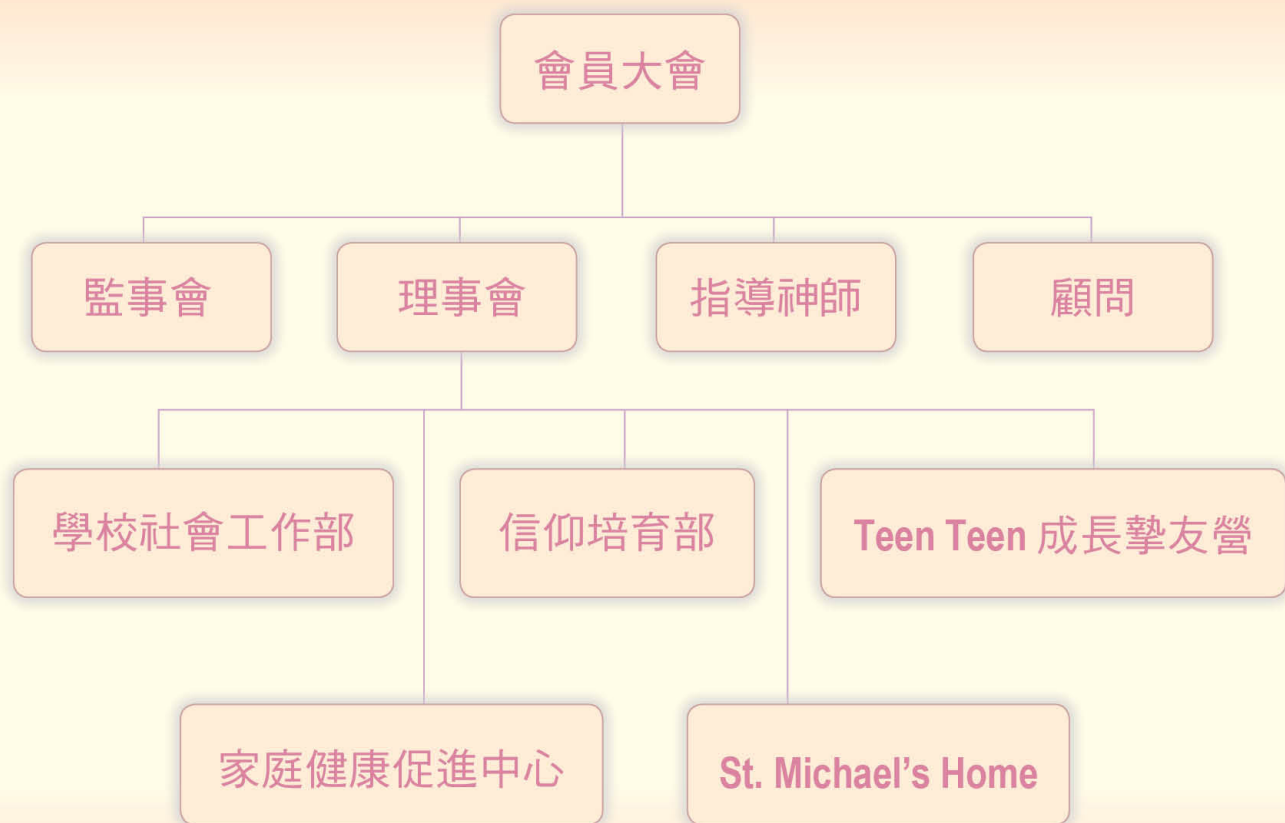 會員大會
監事會
理事會
指導神師
顧問
學校社會工作部
信仰培育部
Teen Teen 成長摯友營
家庭健康促進中心
St. Michael’s Home